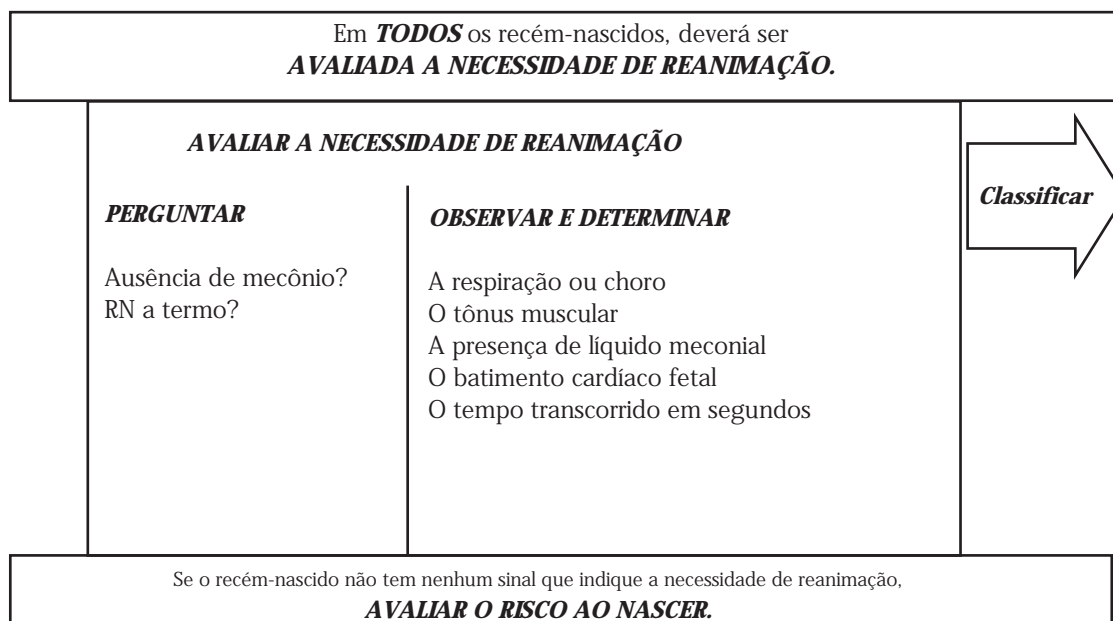 Em TODOS os recém-nascidos, deverá ser
AVALIADA A NECESSIDADE DE REANIMAÇÃO.
AVALIAR A NECESSIDADE DE REANIMAÇÃO
PERGUNTAR
Ausência de mecônio?
RN a termo?
OBSERVAR E DETERMINAR
A respiração ou choro
O tônus muscular
A presença de líquido meconial
O batimento cardíaco fetal
O tempo transcorrido em segundos
Classificar
Se o recém-nascido não tem nenhum sinal que indique a necessidade de reanimação,
AVALIAR O RISCO AO NASCER.